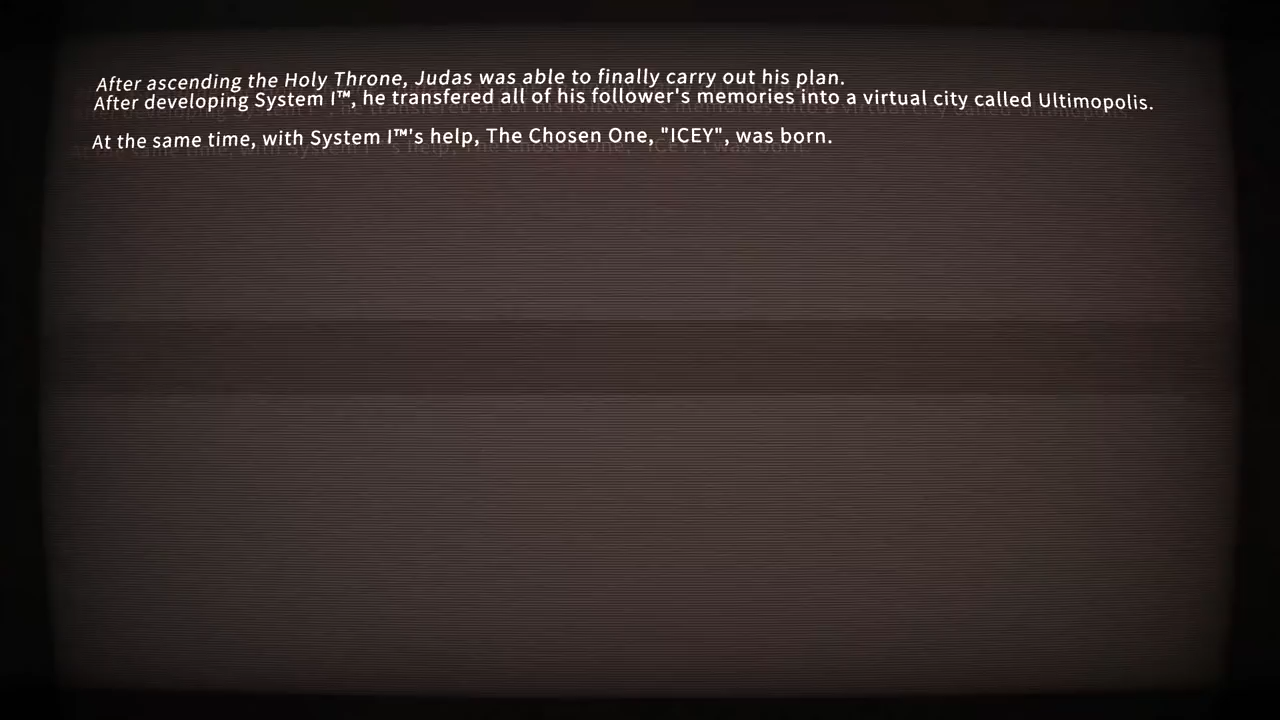 After ascending the Holy Throne, Judas was able to finally carry out his plan.
After developing System I™, he transfered all of his follower's memories into a virtual city called Ultimopolis.
At the same time, with System I™'s help, The Chosen One, "ICEY", was born.